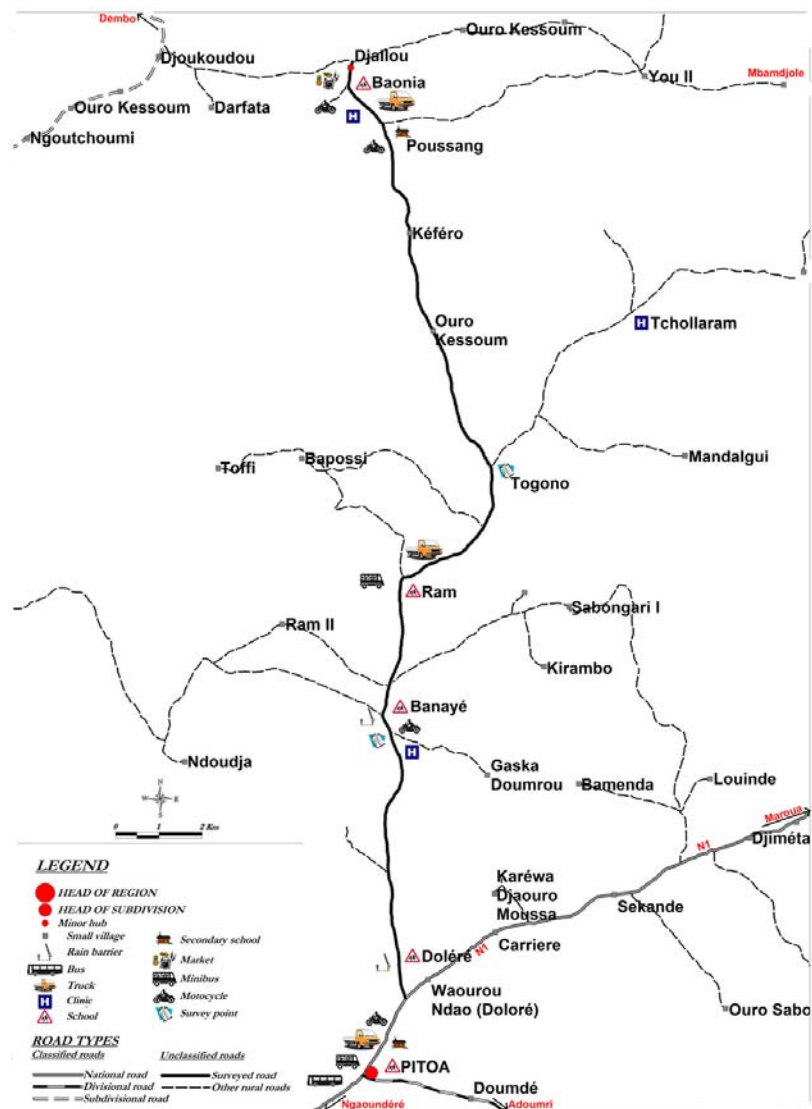 Dembo
Ouro Kessoum
Djoukoudou
Djallou
You II
Mbamdjole
Baonia
Ouro Kessoum
Darfata
H
Ngoutchoumi
Poussang
Kéféro
Ouro
Kessoum
H
Tchollaram
Toffi
Bapossi
Mandalgui
Togono
Ram
Sabongari I
Ram II
Kirambo
Banayé
H
Ndoudja
Gaska
Doumrou
Bamenda
Louinde
N
W
E
S
0 1 2 Km
Maroua
Djiméta
N1
LEGEND
HEAD OF REGION
HEAD OF SUBDIVISION
Minor hub
Small village
Rain barrier
Bus
Truck
H
Clinic
School
Secondary school
Market
Minibus
Motocycle
Survey point
Karéwa
Djaouro
Moussa
Sekande
Carriere
N1
Doléré
Waourou
Ndao (Doloré)
Ouro Sabo
ROAD TYPES
Classified roads
National road
Divisional road
Subdivisional road
Unclassified roads
Surveyed road
Other rural roads
PITOA
Doumdé
Ngaoundéré
Adoumri